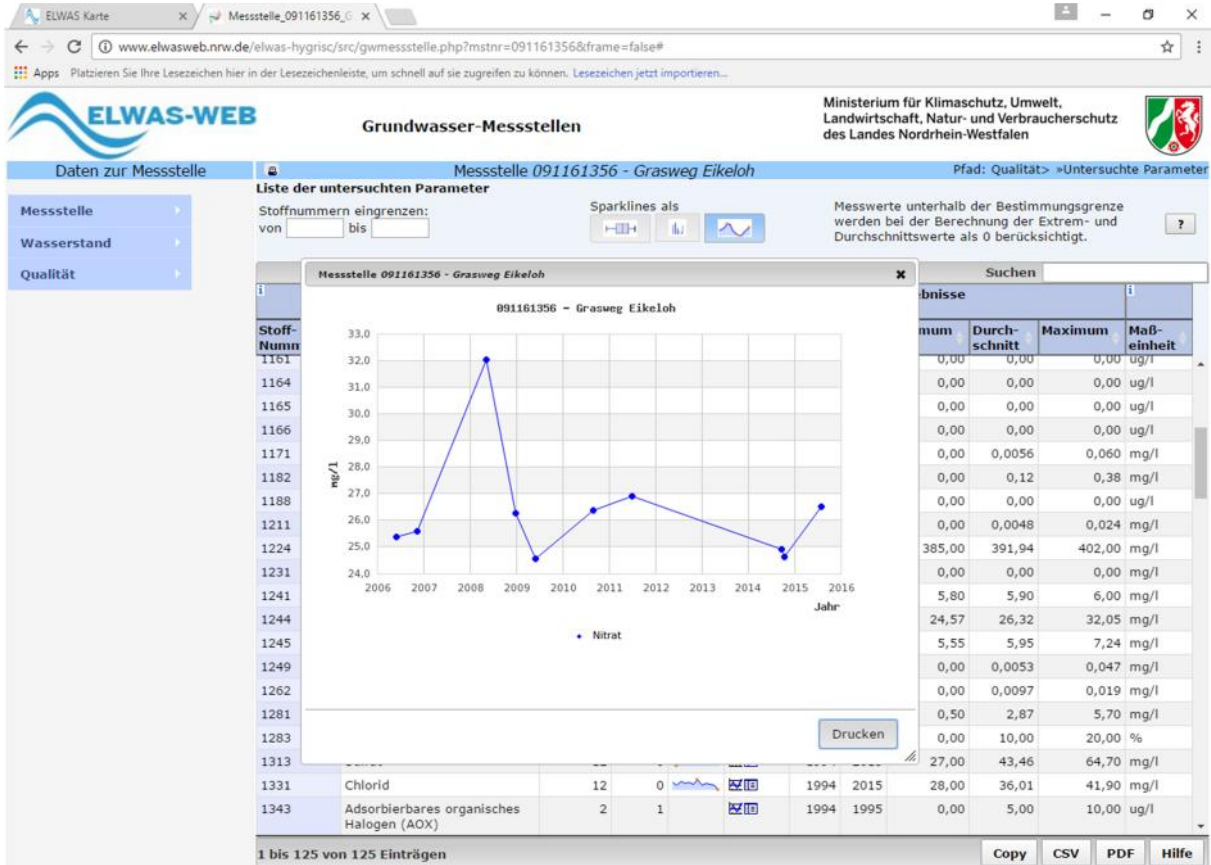 ELWAS Karte
Messstelle_091161356_G
www.elwasweb.nrw.de/elwas-hygrisc/src/gwmessstelle.php?mstnr=091161356&frame=false#
Apps Platzieren Sie Ihre Lesezeichen hier in der Lesezeichenleiste, um schnell auf sie zugreifen zu können. Lesezeichen jetzt importieren...
ELWAS-WEB
Grundwasser-Messstellen
Ministerium für Klimaschutz, Umwelt,
Landwirtschaft, Natur- und Verbraucherschutz
des Landes Nordrhein-Westfalen
Daten zur Messstelle
Messstelle 091161356 - Grasweg Eikeloh
Pfad: Qualität> »Untersuchte Parameter
Messstelle
Wasserstand
Qualität
Liste der untersuchten Parameter
Stoffnummern eingrenzen:
von bis
Sparklines als
Messwerte unterhalb der Bestimmungsgrenze
werden bei der Berechnung der Extrem- und
Durchschnittswerte als 0 berücksichtigt.
?
Suchen
Messstelle 091161356 - Grasweg Eikeloh
091161356 - Grasweg Eikeloh
33,0
32,0
31,0
30,0
29,0
28,0
27,0
26,0
25,0
24,0
mg/l
2006 2007 2008 2009 2010 2011 2012 2013 2014 2015 2016
Jahr
Nitrat
Drucken
bnisse
Stoff-
Numm
mum Durch-
schnitt Maximum Maß-
einheit
1161 0,00 0,00 0,00 ug/l
1164 0,00 0,00 0,00 ug/l
1165 0,00 0,00 0,00 ug/l
1166 0,00 0,00 0,00 ug/l
1171 0,00 0,0056 0,060 mg/l
1182 0,00 0,12 0,38 mg/l
1188 0,00 0,00 0,00 ug/l
1211 0,00 0,0048 0,024 mg/l
1224 385,00 391,94 402,00 mg/l
1231 0,00 0,00 0,00 mg/l
1241 5,80 5,90 6,00 mg/l
1244 24,57 26,32 32,05 mg/l
1245 5,55 5,95 7,24 mg/l
1249 0,00 0,0053 0,047 mg/l
1262 0,00 0,0097 0,019 mg/l
1281 0,50 2,87 5,70 mg/l
1283 0,00 10,00 20,00 %
1313 27,00 43,46 64,70 mg/l
1331 Chlorid 12 0 1994 2015 28,00 36,01 41,90 mg/l
1343 Adsorbierbares organisches
Halogen (AOX) 2 1 1994 1995 0,00 5,00 10,00 ug/l
1 bis 125 von 125 Einträgen
Copy CSV PDF Hilfe